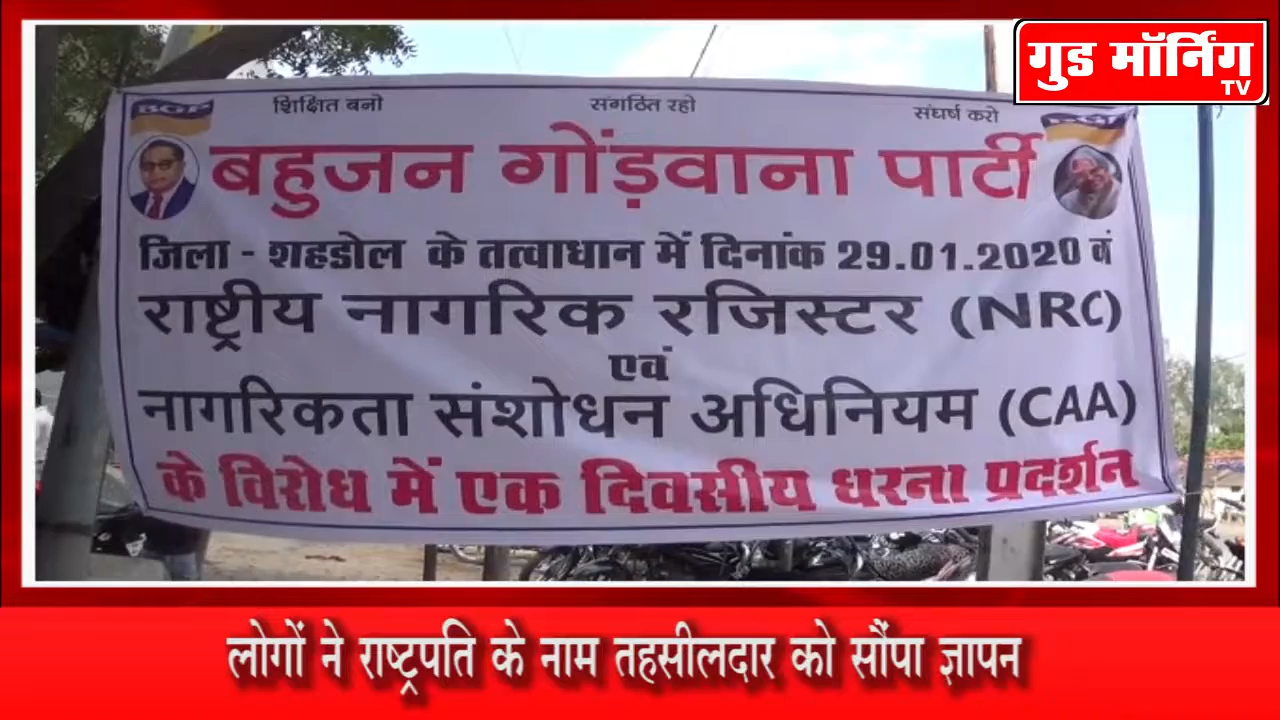 गुड मॉर्निंग
TV
शिक्षित बनो संगठित रहो संघर्ष करो
BGP
बहुजन गोंड़वाना पार्टी
जिला - शहडोल के तत्वाधान में दिनांक 29.01.2020 को
राष्ट्रीय नागरिक रजिस्टर (NRC)
एवं
नागरिकता संशोधन अधिनियम (CAA)
के विरोध में एक दिवसीय धरना प्रदर्शन
लोगों ने राष्ट्रपति के नाम तहसीलदार को सौंपा ज्ञापन